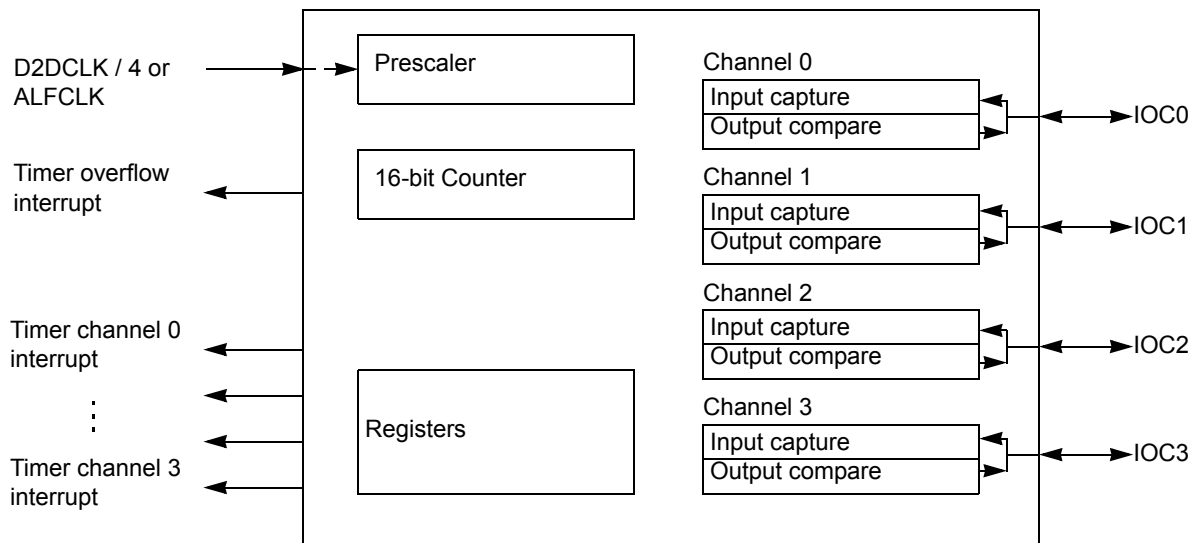 D2DCLK / 4 or
ALFCLK
Prescaler
Timer overflow
interrupt
16-bit Counter
Timer channel 0
interrupt
Timer channel 3
interrupt
Registers
Channel 0
Input capture
Output compare
IOC0
Channel 1
Input capture
Output compare
IOC1
Channel 2
Input capture
Output compare
IOC2
Channel 3
Input capture
Output compare
IOC3